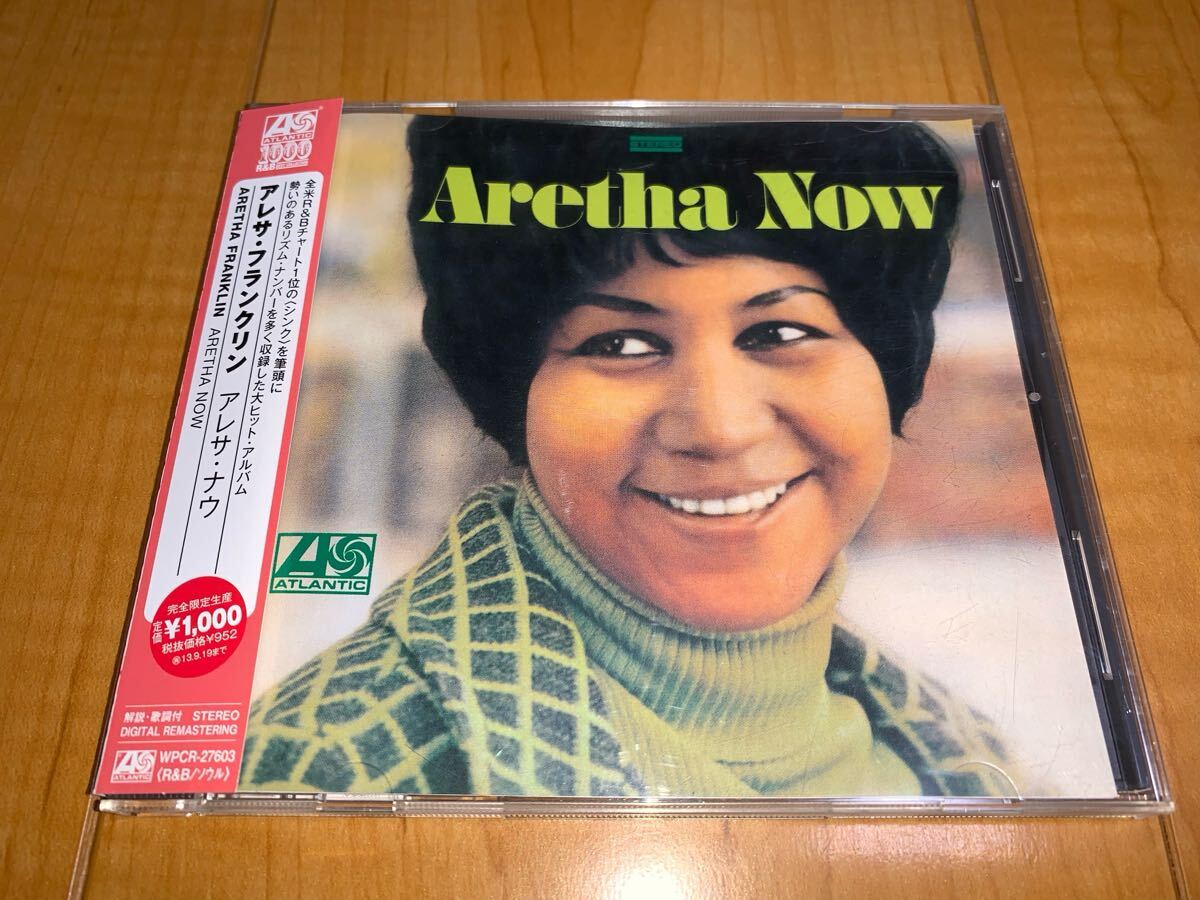 ATLANTIC
1000
R&B
全米R&Bチャート1位の〈シンク〉を筆頭に
勢いのあるリズム・ナンバーを多く収録した大ヒット・アルバム
アレサ・フランクリン アレサ・ナウ
ARETHA FRANKLIN ARETHA NOW
完全限定生産
定価 ¥1,000
税抜価格¥952
13.9.19まで
解説・歌詞付 STEREO
DIGITAL REMASTERING
ATLANTIC
WPCR-27603
〈R&B/ソウル〉
STEREO
Aretha Now
ATLANTIC